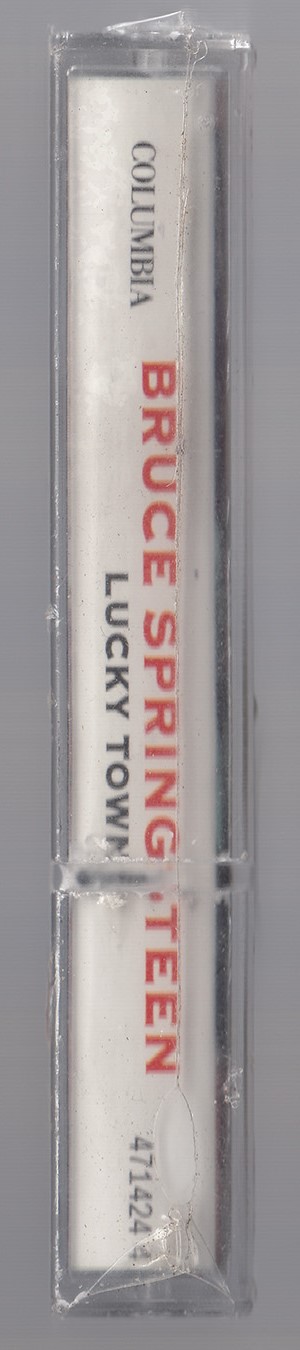 COLUMBIA
BRUCE SPRINGSTEEN
LUCKY TOWN
471424 4